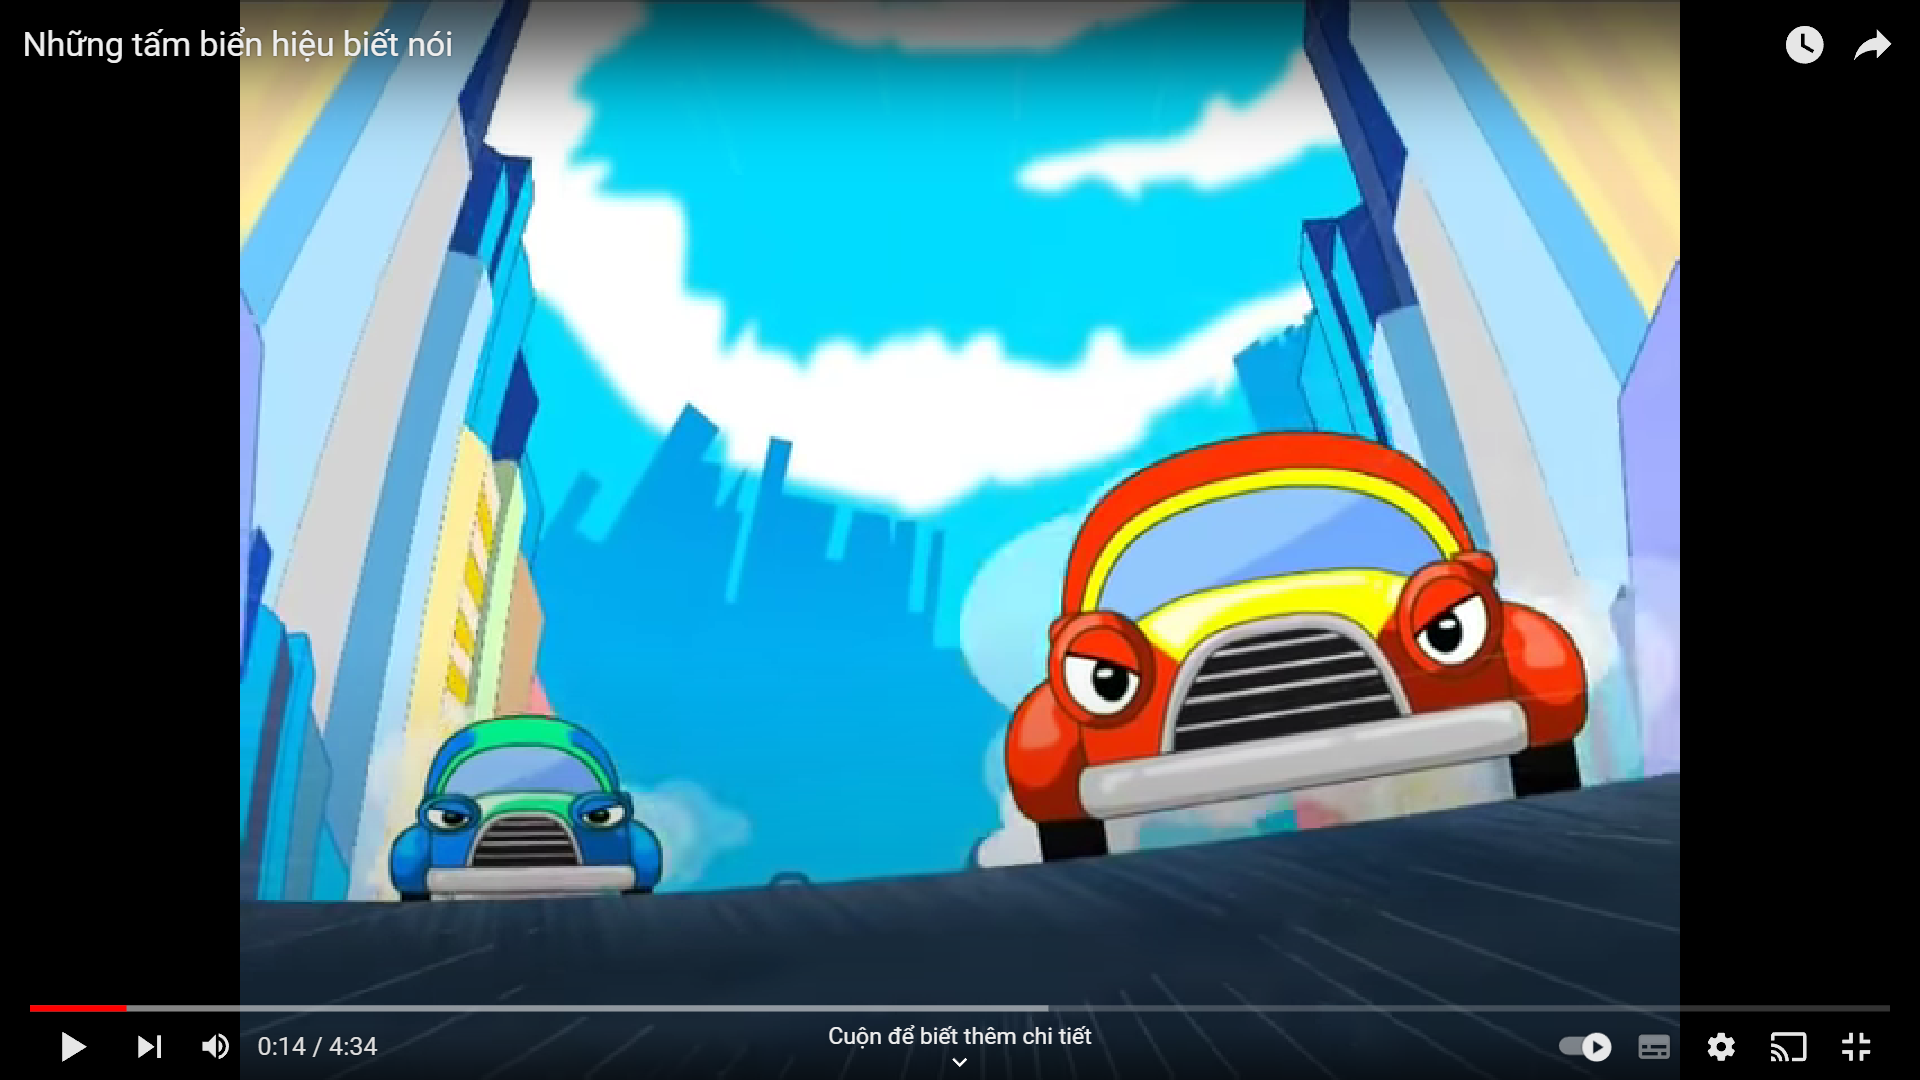 Những tấm biển hiệu biết nói
0:14 / 4:34
Cuộn để biết thêm chi tiết